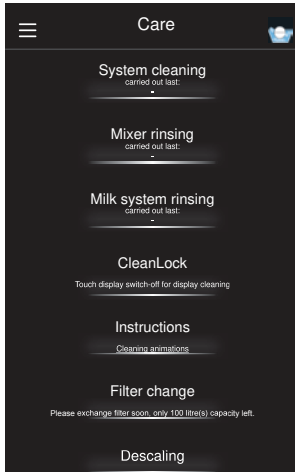 Care
System cleaning
carried out last:
-
Mixer rinsing
carried out last:
-
Milk system rinsing
carried out last:
-
CleanLock
Touch display switch-off for display cleaning
Instructions
Cleaning animations
Filter change
Please exchange filter soon, only 100 litre(s) capacity left.
Descaling